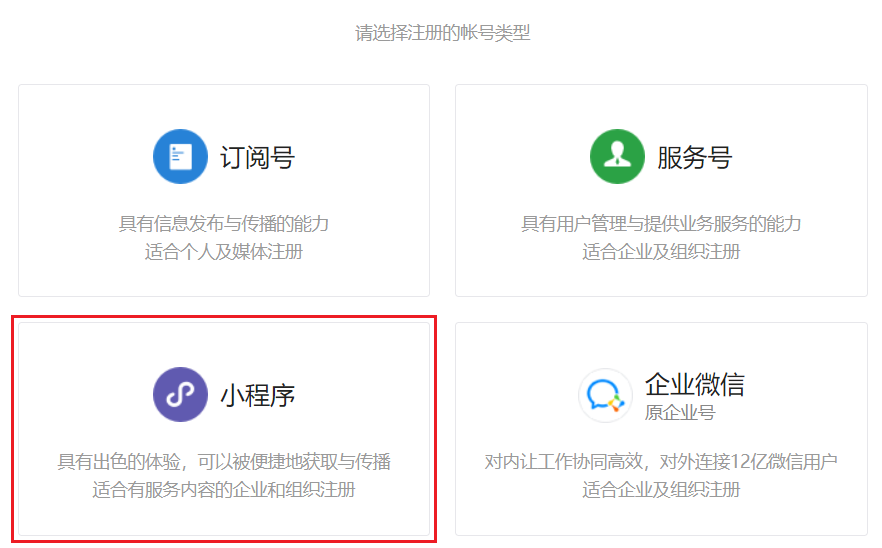 请选择注册的帐号类型
订阅号
具有信息发布与传播的能力
适合个人及媒体注册
服务号
具有用户管理与提供业务服务的能力
适合企业及组织注册
小程序
具有出色的体验，可以被便捷地获取与传播
适合有服务内容的企业和组织注册
企业微信
原企业号
对内让工作协同高效，对外连接12亿微信用户
适合企业及组织注册